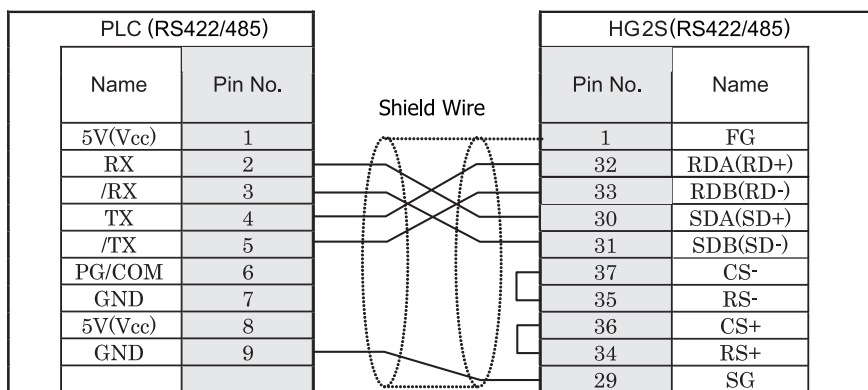 PLC (RS422/485)
HG2S(RS422/485)
Name Pin No.
Pin No. Name
Shield Wire
5V(Vcc) 1
1 FG
RX 2
32 RDA(RD+)
/RX 3
33 RDB(RD-)
TX 4
30 SDA(SD+)
/TX 5
31 SDB(SD-)
PG/COM 6
37 CS-
GND 7
35 RS-
5V(Vcc) 8
36 CS+
GND 9
34 RS+
29 SG